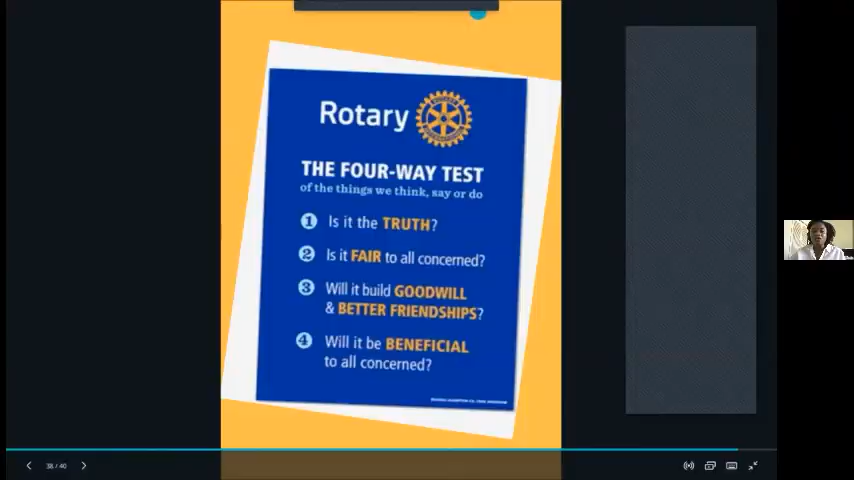 Rotary
THE FOUR-WAY TEST
of the things we think, say or do
1 Is it the TRUTH?
2 Is it FAIR to all concerned?
3 Will it build GOODWILL
& BETTER FRIENDSHIPS?
4 Will it be BENEFICIAL
to all concerned?
38 / 40